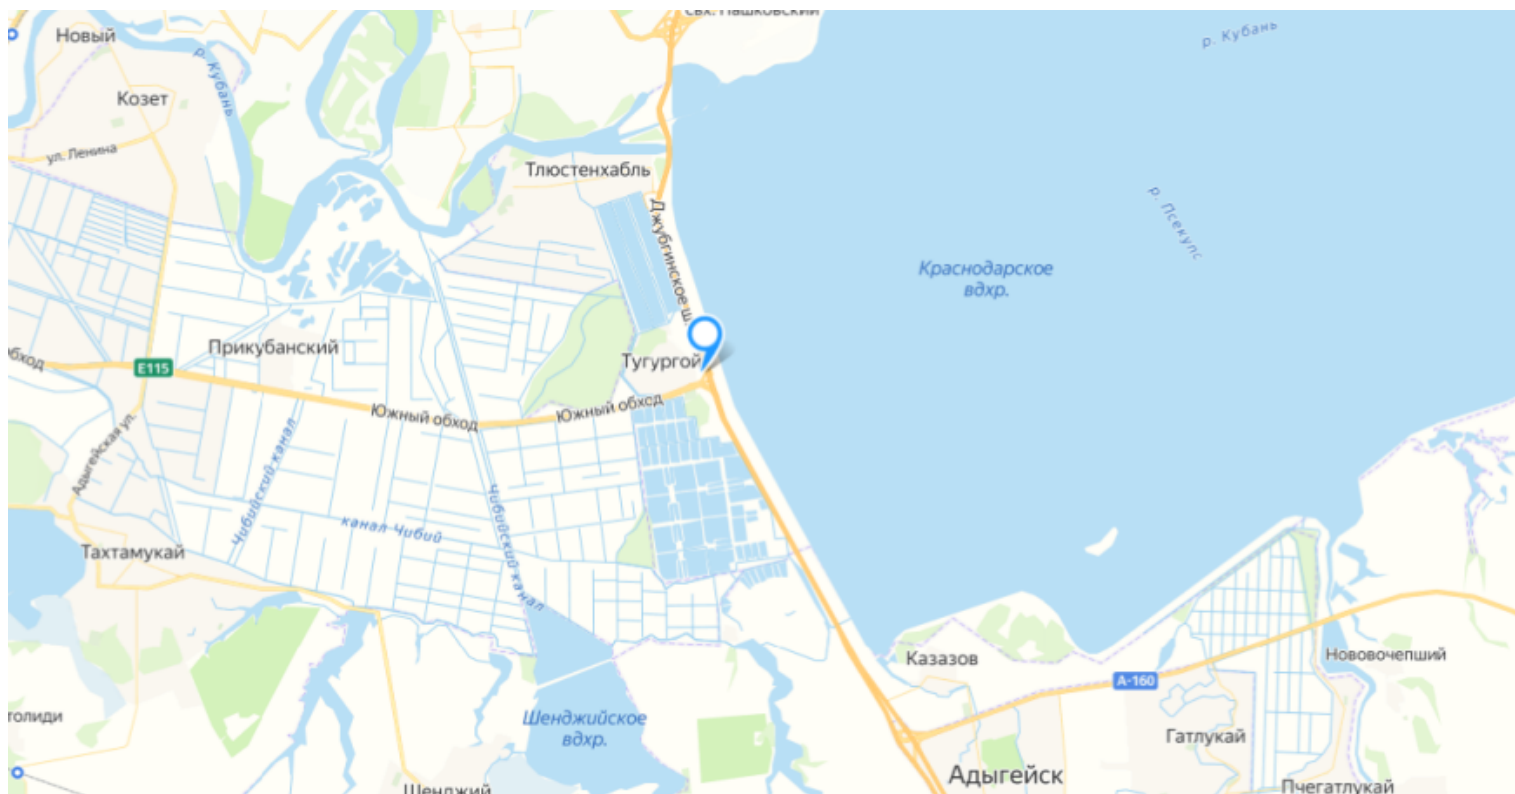 Свх. Пашковский
р. Кубань
Новый
р. Кубань
Козет
ул. Ленина
Тлюстенхабль
р. Псекупс
Джубгинское ш.
Краснодарское
вдхр.
Прикубанский
обход
E115
Тугургой
Южный обход
Южный обход
Адыгейская ул.
Чибийский канал
канал Чибий
Чибийский канал
Тахтамукай
Казазов
Нововочепший
А-160
толиди
Шенджийское
вдхр.
Гатлукай
Адыгейск
Шенджий
Пчегатлукай